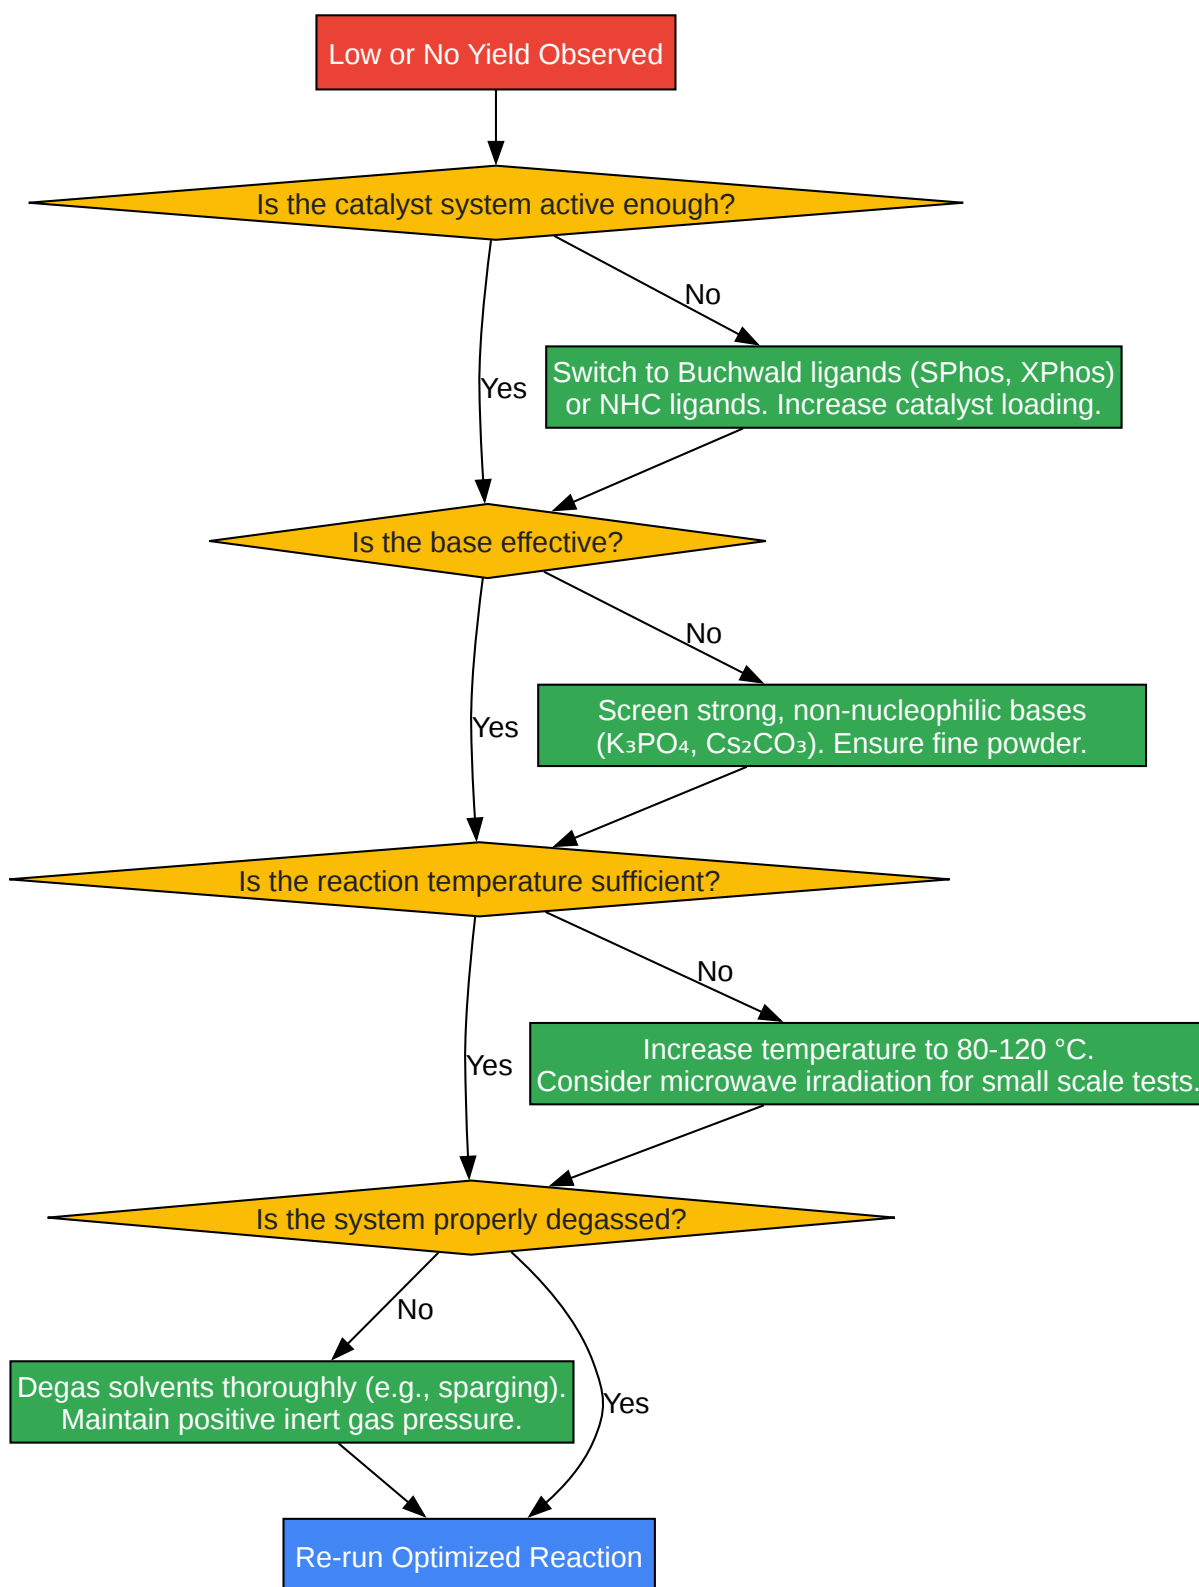 Low or No Yield Observed
Is the catalyst system active enough?
No
Switch to Buchwald ligands (SPhos, XPhos)
or NHC ligands. Increase catalyst loading.
Yes
Is the base effective?
No
Screen strong, non-nucleophilic bases
(K₃PO₄, Cs₂CO₃). Ensure fine powder.
Yes
Is the reaction temperature sufficient?
No
Increase temperature to 80-120 °C.
Consider microwave irradiation for small scale tests.
Yes
Is the system properly degassed?
No
Degas solvents thoroughly (e.g., sparging).
Maintain positive inert gas pressure.
Yes
Re-run Optimized Reaction